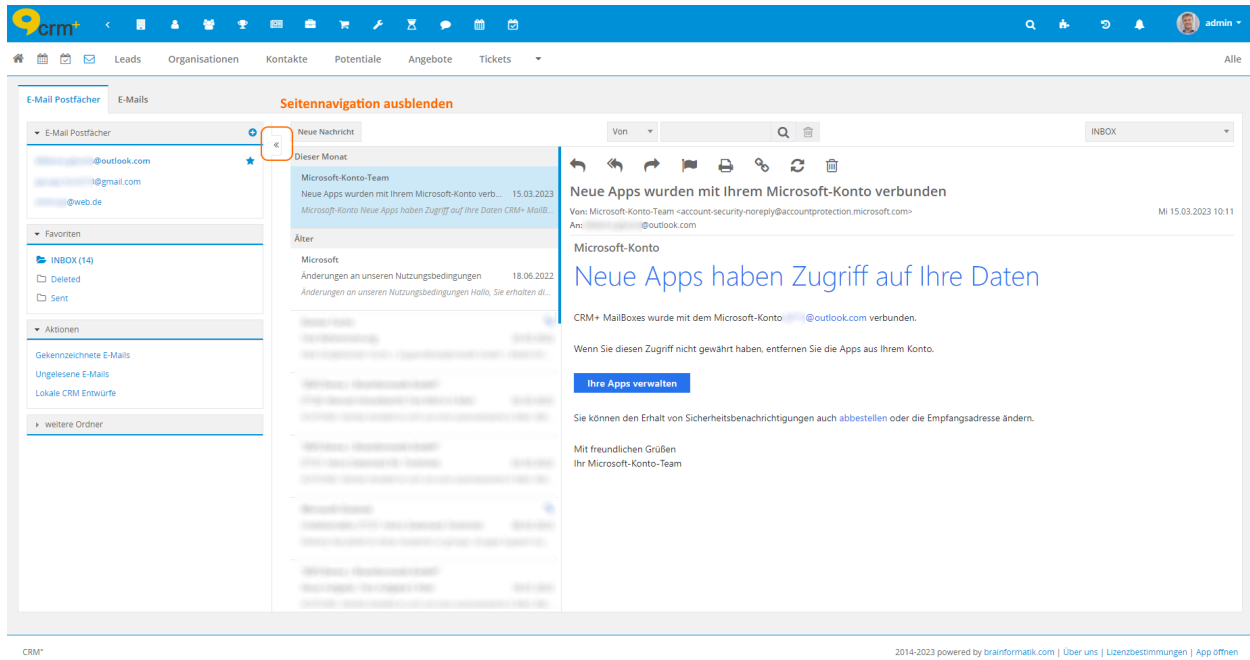 crm+
admin
Leads Organisationen Kontakte Potentiale Angebote Tickets Alle
E-Mail Postfächer E-Mails
Seitennavigation ausblenden
E-Mail Postfächer
@outlook.com
@gmail.com
@web.de
Favoriten
INBOX (14)
Deleted
Sent
Aktionen
Gekennzeichnete E-Mails
Ungelesene E-Mails
Lokale CRM Entwürfe
weitere Ordner
«
Neue Nachricht Von INBOX
Dieser Monat
Microsoft-Konto-Team
Neue Apps wurden mit Ihrem Microsoft-Konto verb... 15.03.2023
Microsoft-Konto Neue Apps haben Zugriff auf Ihre Daten CRM+ MailB...
Älter
Microsoft
Änderungen an unseren Nutzungsbedingungen 18.06.2022
Änderungen an unseren Nutzungsbedingungen Hallo, Sie erhalten di...
Neue Apps wurden mit Ihrem Microsoft-Konto verbunden
Von: Microsoft-Konto-Team <account-security-noreply@accountprotection.microsoft.com> Mi 15.03.2023 10:11
An: @outlook.com
Microsoft-Konto
Neue Apps haben Zugriff auf Ihre Daten
CRM+ MailBoxes wurde mit dem Microsoft-Konto @outlook.com verbunden.
Wenn Sie diesen Zugriff nicht gewährt haben, entfernen Sie die Apps aus Ihrem Konto.
Ihre Apps verwalten
Sie können den Erhalt von Sicherheitsbenachrichtigungen auch abbestellen oder die Empfangsadresse ändern.
Mit freundlichen Grüßen
Ihr Microsoft-Konto-Team
CRM+ 2014-2023 powered by brainformatik.com | Über uns | Lizenzbestimmungen | App öffnen